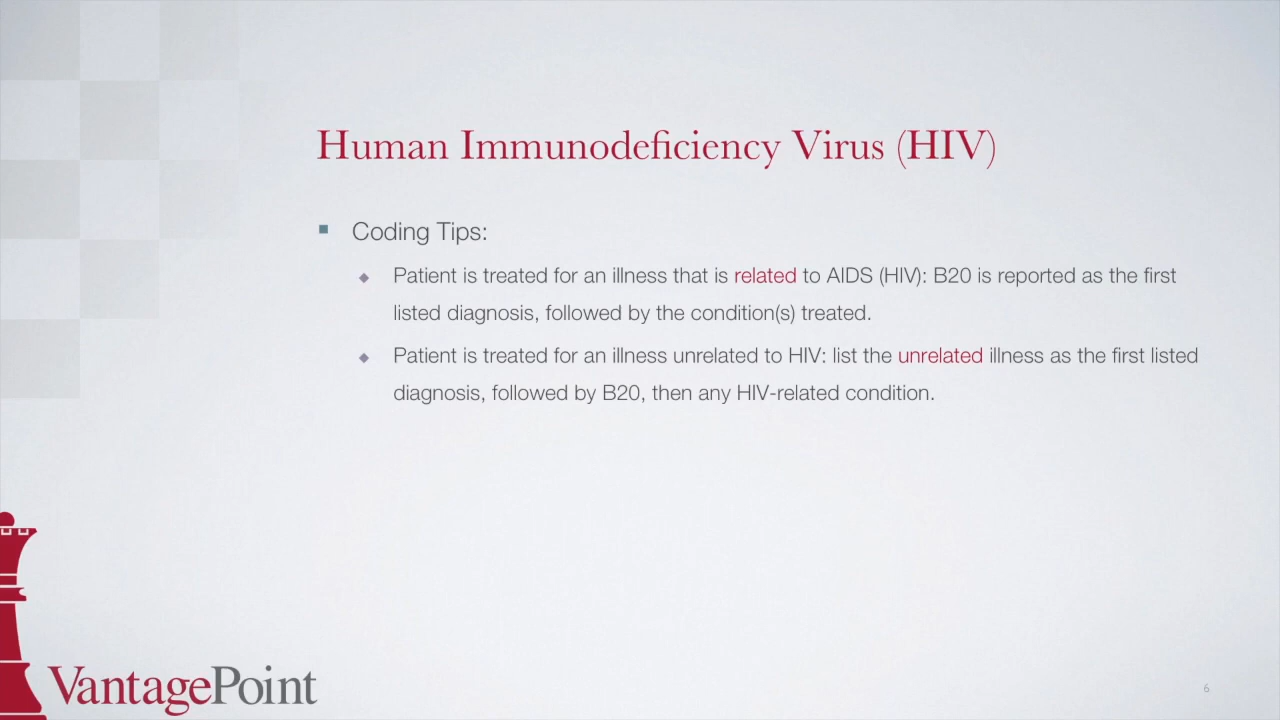 Human Immunodeficiency Virus (HIV)
Coding Tips:
Patient is treated for an illness that is related to AIDS (HIV): B20 is reported as the first
listed diagnosis, followed by the condition(s) treated.
Patient is treated for an illness unrelated to HIV: list the unrelated illness as the first listed
diagnosis, followed by B20, then any HIV-related condition.
VantagePoint
6